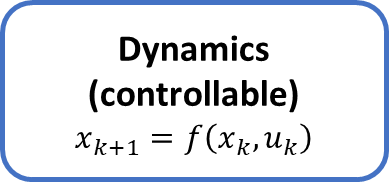 Dynamics
(controllable)
x_{k+1} = f(x_k, u_k)